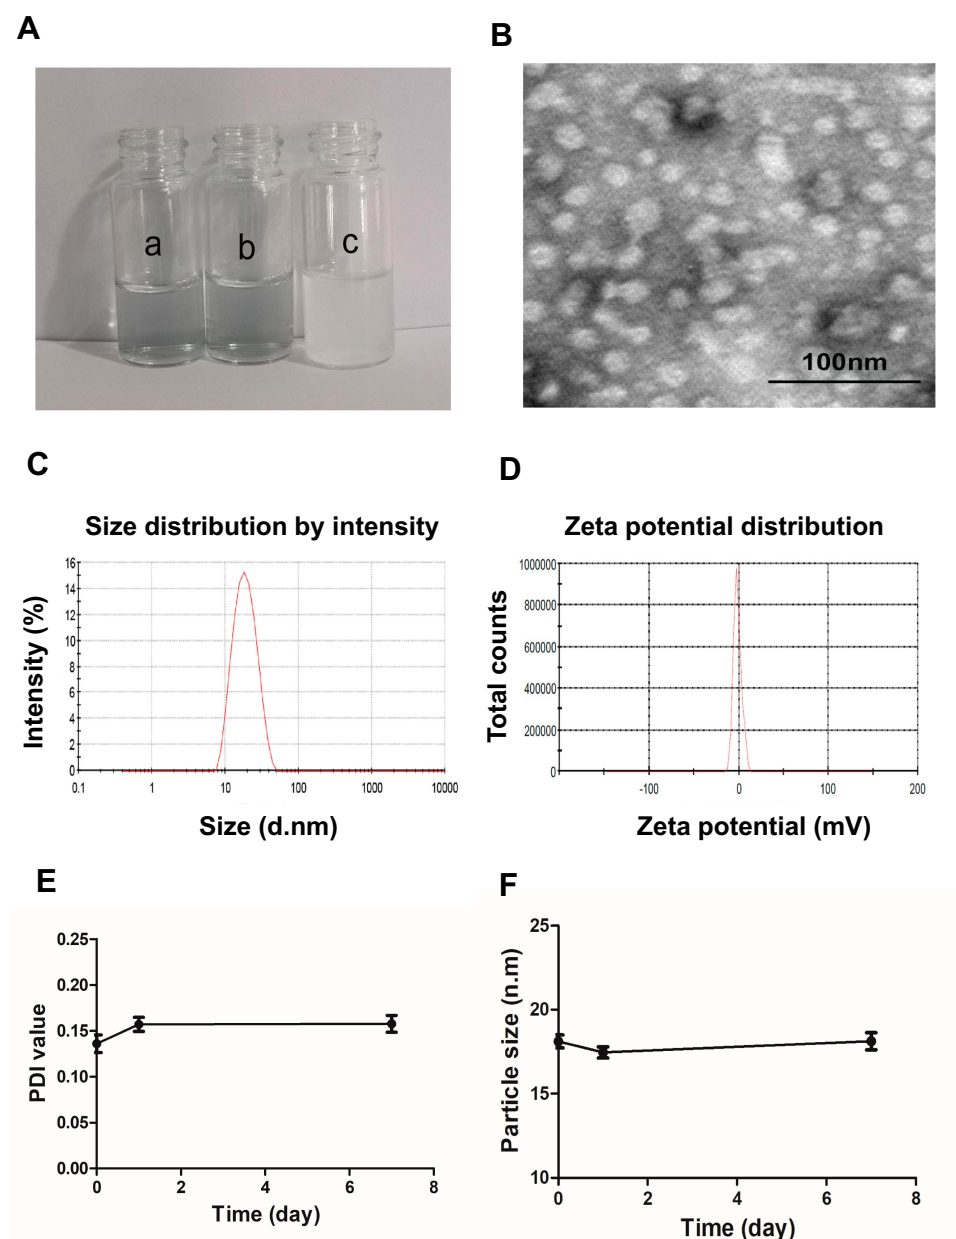 A
B
a
b
c
100nm
C
D
Size distribution by intensity
Zeta potential distribution
Intensity (%)
16
14
12
10
8
6
4
2
0
0.1
1
10
100
1000
10000
Size (d.nm)
Total counts
1000000
800000
600000
400000
200000
0
-100
0
100
200
Zeta potential (mV)
E
F
PDI value
0.25
0.20
0.15
0.10
0.05
0.00
0
2
4
6
8
Time (day)
Particle size (n.m)
25
20
15
10
0
2
4
6
8
Time (day)